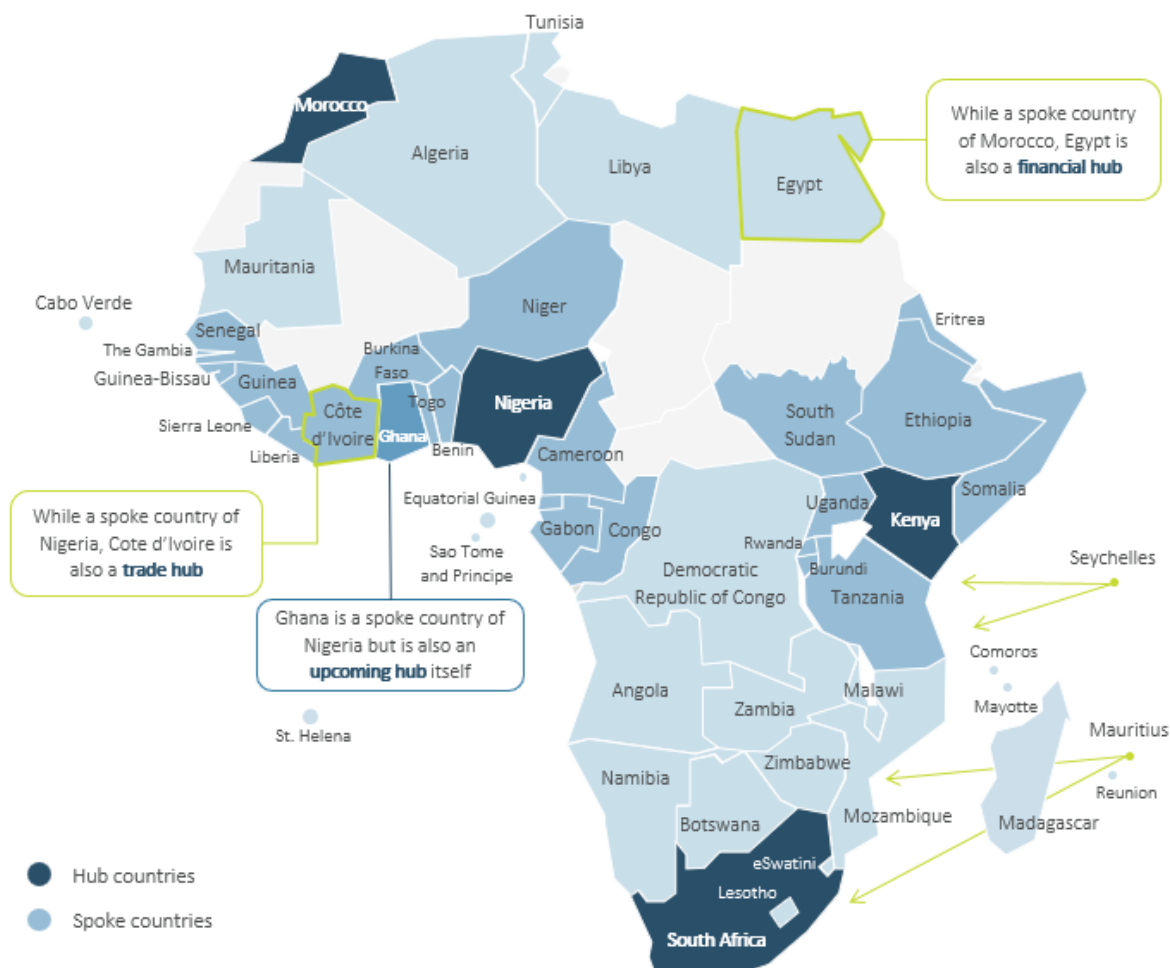 Tunisia
Morocco
Algeria
Libya
Egypt
While a spoke country
of Morocco, Egypt is
also a financial hub
Mauritania
Cabo Verde
Niger
Senegal
The Gambia
Guinea-Bissau
Guinea
Burkina
Faso
Eritrea
Sierra Leone
Liberia
Côte
d'Ivoire
Ghana
Togo
Benin
Nigeria
Cameroon
South
Sudan
Ethiopia
Somalia
Equatorial Guinea
Sao Tome
and Principe
Gabon
Congo
Uganda
Kenya
Rwanda
Burundi
Tanzania
Democratic
Republic of Congo
Seychelles
While a spoke country of
Nigeria, Cote d'Ivoire is
also a trade hub
Ghana is a spoke country of
Nigeria but is also an
upcoming hub itself
Comoros
Mayotte
Angola
Zambia
Malawi
St. Helena
Mauritius
Reunion
Namibia
Zimbabwe
Botswana
Mozambique
Madagascar
eSwatini
Lesotho
South Africa
Hub countries
Spoke countries